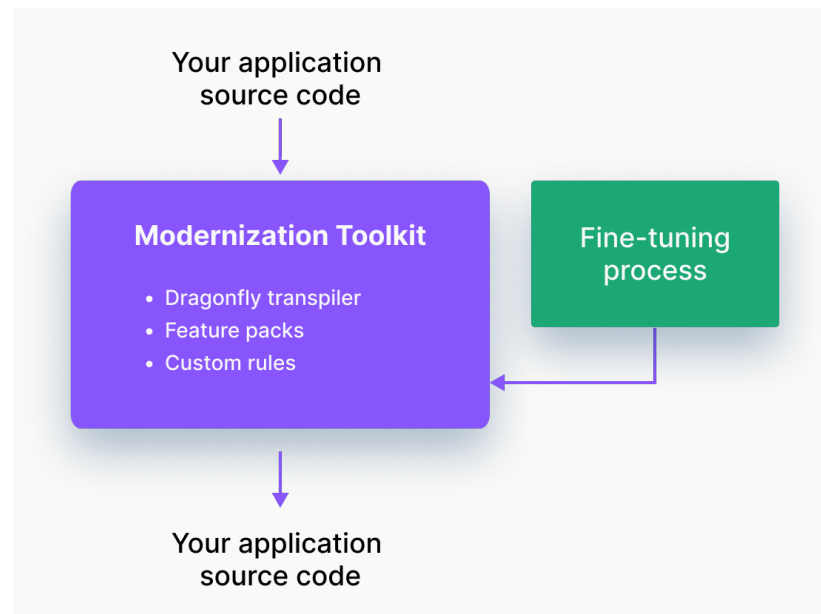 Your application
source code
Modernization Toolkit
• Dragonfly transpiler
• Feature packs
• Custom rules
Fine-tuning
process
Your application
source code